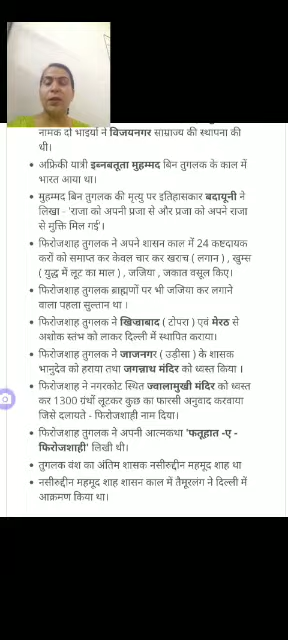 नामक दो भाइयों ने विजयनगर साम्राज्य की स्थापना की
थी।
अफ्रिकी यात्री इब्नबतूता मुहम्मद बिन तुगलक के काल में
भारत आया था।
मुहम्मद बिन तुगलक की मृत्यु पर इतिहासकार बदायूनी ने
लिखा - 'राजा को अपनी प्रजा से और प्रजा को अपने राजा
से मुक्ति मिल गई'।
फिरोजशाह तुगलक ने अपने शासन काल में 24 कष्टदायक
करों को समाप्त कर केवल चार कर खराच ( लगान ) , खुम्स
( युद्ध में लूट का माल ) , जजिया , जकात वसूल किए।
फिरोजशाह तुगलक ब्राह्मणों पर भी जजिया कर लगाने
वाला पहला सुल्तान था ।
फिरोजशाह तुगलक ने खिज्राबाद ( टोपरा ) एवं मेरठ से
अशोक स्तंभ को लाकर दिल्ली में स्थापित कराया।
फिरोजशाह तुगलक ने जाजनगर ( उड़ीसा ) के शासक
भानुदेव को हराया तथा जगन्नाथ मंदिर को ध्वस्त किया ।
फिरोजशाह ने नगरकोट स्थित ज्वालामुखी मंदिर को ध्वस्त
कर 1300 ग्रंथों लूटकर कुछ का फारसी अनुवाद करवाया
जिसे दलायते - फिरोजशाही नाम दिया।
फिरोजशाह तुगलक ने अपनी आत्मकथा 'फतूहात -ए -
फिरोजशाही' लिखी थी।
तुगलक वंश का अंतिम शासक नसीरुद्दीन महमूद शाह था
नसीरुद्दीन महमूद शाह शासन काल में तैमूरलंग ने दिल्ली में
आक्रमण किया था।